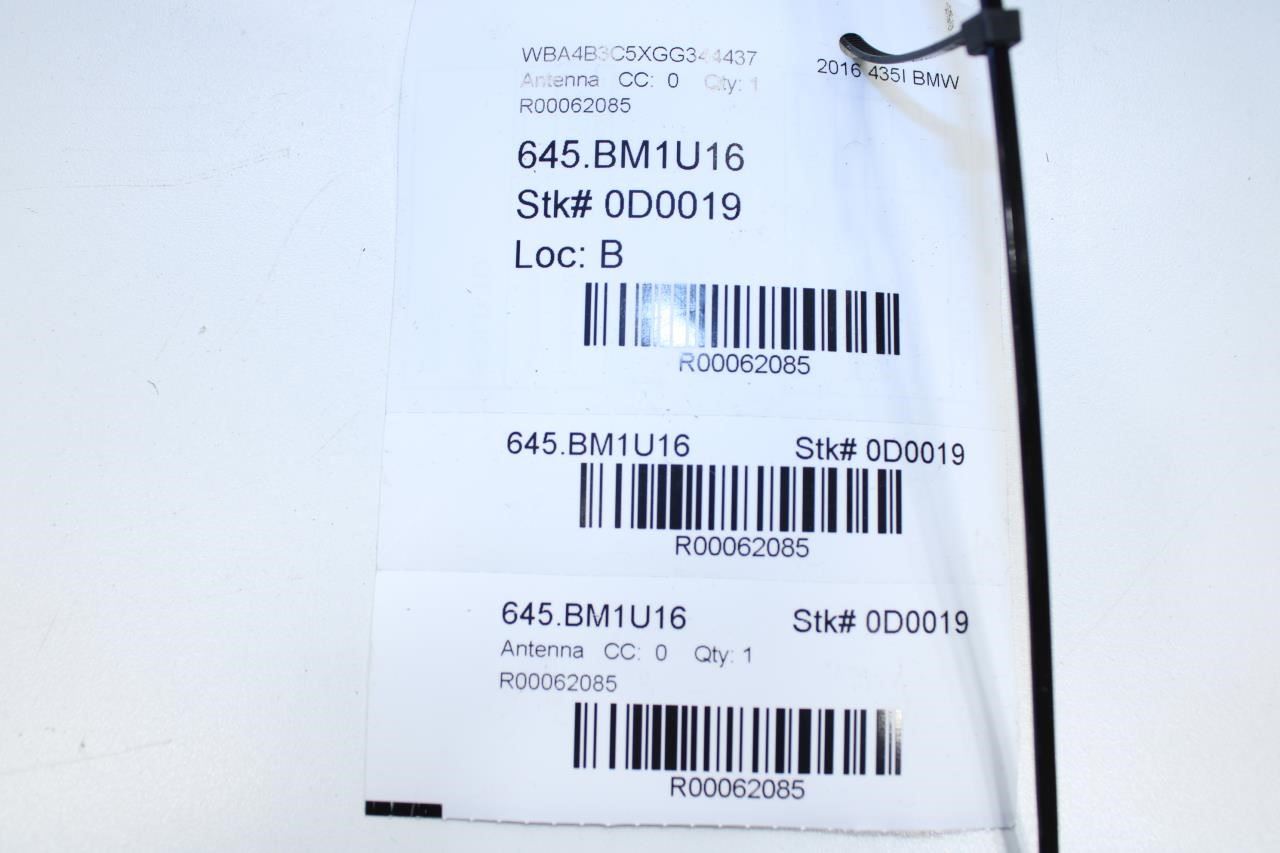 WBA4B3C5XGG344437 2016 435I BMW
Antenna CC: 0 Qty: 1
R00062085
645.BM1U16
Stk# 0D0019
Loc: B
R00062085
645.BM1U16 Stk# 0D0019
R00062085
645.BM1U16 Stk# 0D0019
Antenna CC: 0 Qty: 1
R00062085
R00062085